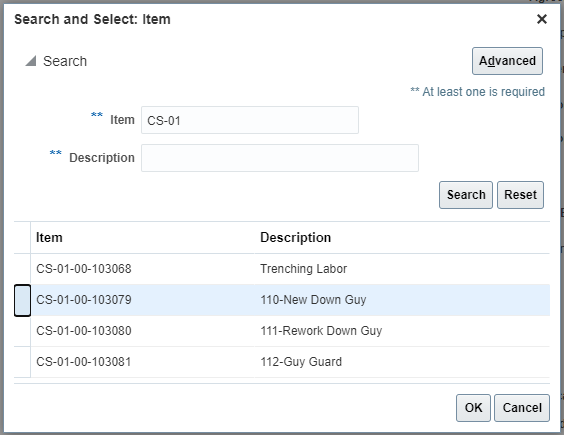 Search and Select: Item
Search
Advanced
** At least one is required
** Item CS-01
** Description
Search Reset
Item Description
CS-01-00-103068 Trenching Labor
CS-01-00-103079 110-New Down Guy
CS-01-00-103080 111-Rework Down Guy
CS-01-00-103081 112-Guy Guard
OK Cancel